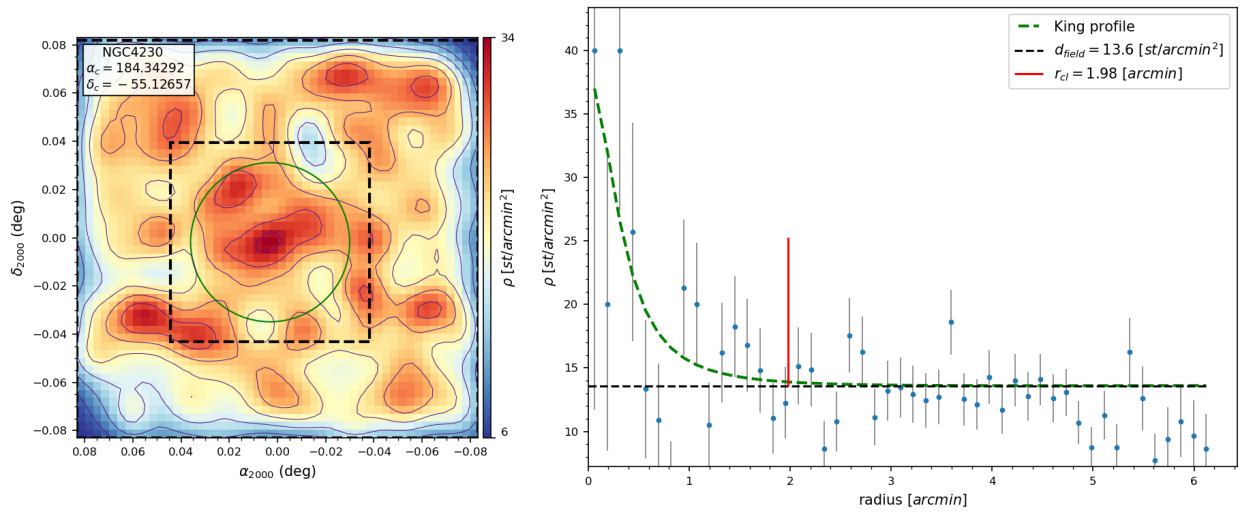 NGC4230
α_c = 184.34292
δ_c = −55.12657
0.08
0.06
0.04
0.02
0.00
−0.02
−0.04
−0.06
−0.08
δ₂₀₀₀ (deg)
0.08 0.06 0.04 0.02 0.00 −0.02 −0.04 −0.06 −0.08
α₂₀₀₀ (deg)
34
ρ [st/arcmin²]
6
King profile
d_field = 13.6 [st/arcmin²]
r_cl = 1.98 [arcmin]
40
35
30
25
20
15
10
ρ [st/arcmin²]
0 1 2 3 4 5 6
radius [arcmin]